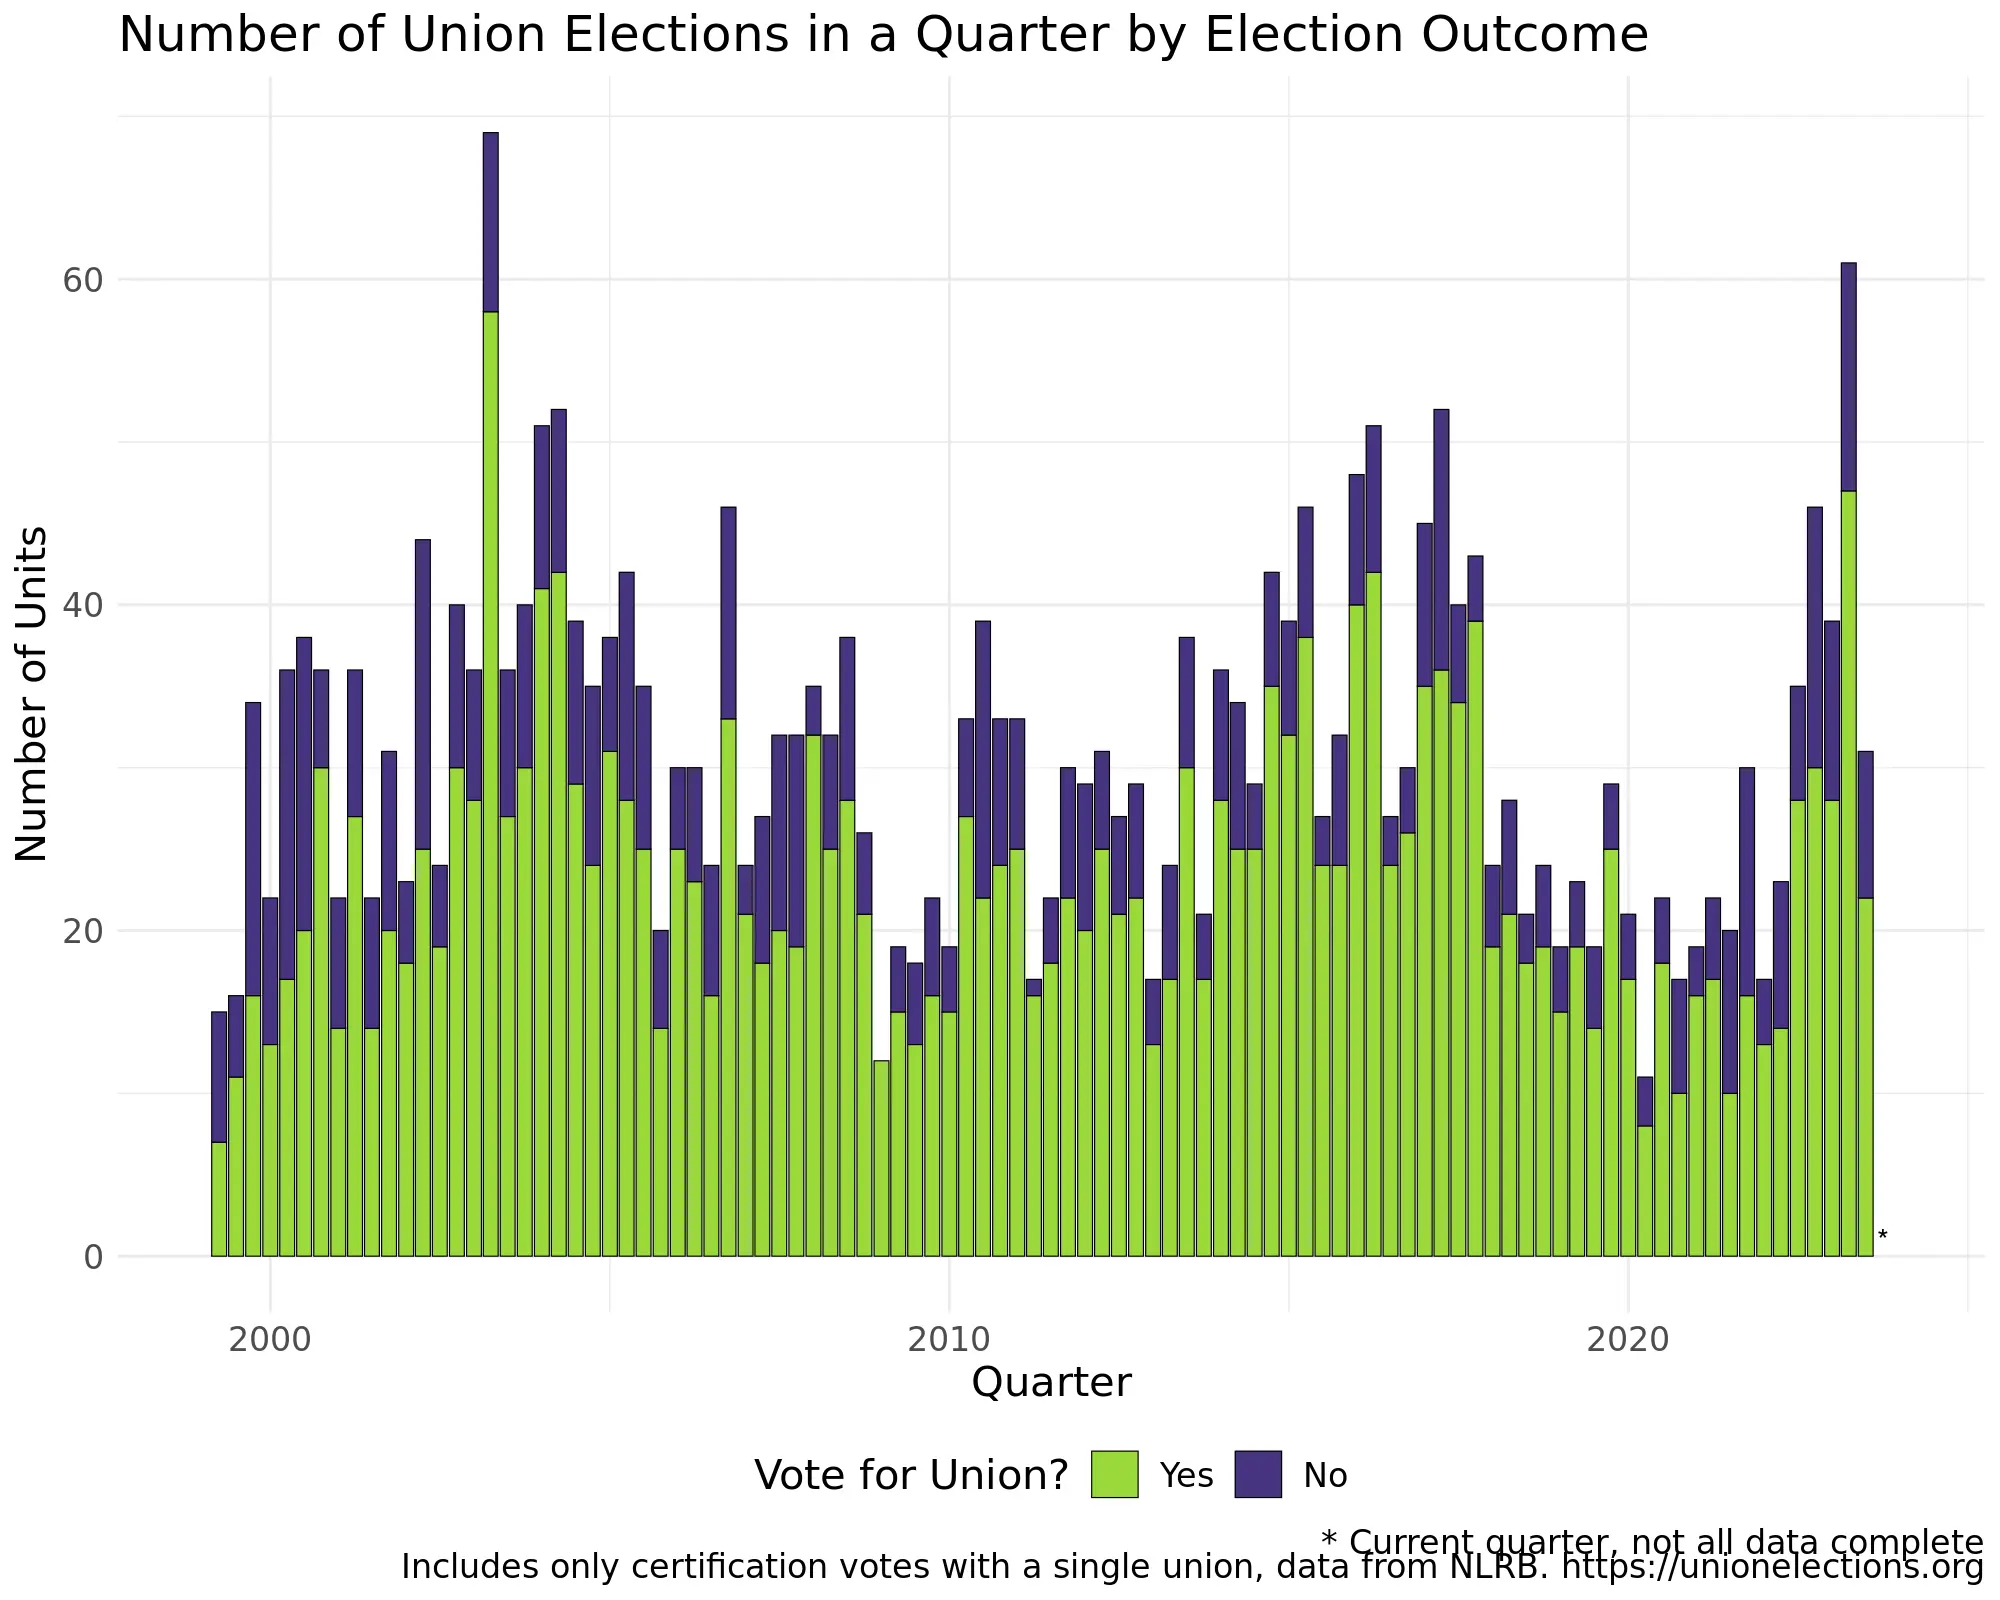 Number of Union Elections in a Quarter by Election Outcome
Number of Units
60
40
20
0
*
2000
2010
2020
Quarter
Vote for Union?
Yes
No
* Current quarter, not all data complete
Includes only certification votes with a single union, data from NLRB. https://unionelections.org